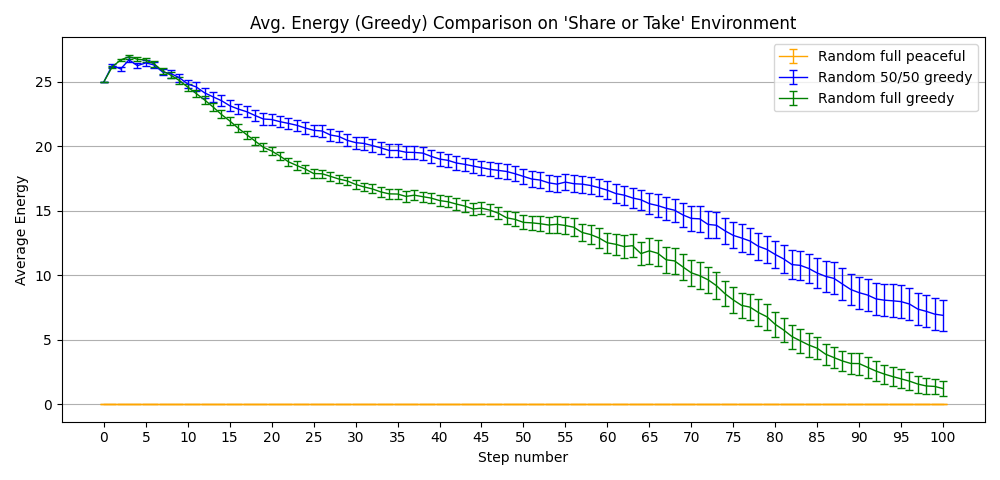 Avg. Energy (Greedy) Comparison on 'Share or Take' Environment
Random full peaceful
Random 50/50 greedy
Random full greedy
Average Energy
25
20
15
10
5
0
0 5 10 15 20 25 30 35 40 45 50 55 60 65 70 75 80 85 90 95 100
Step number